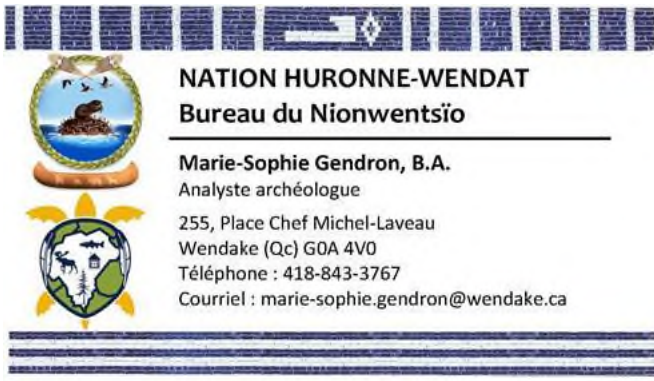 NATION HURONNE-WENDAT
Bureau du Nionwentsïo
Marie-Sophie Gendron, B.A.
Analyste archéologue
255, Place Chef Michel-Laveau
Wendake (Qc) G0A 4V0
Téléphone : 418-843-3767
Courriel : marie-sophie.gendron@wendake.ca